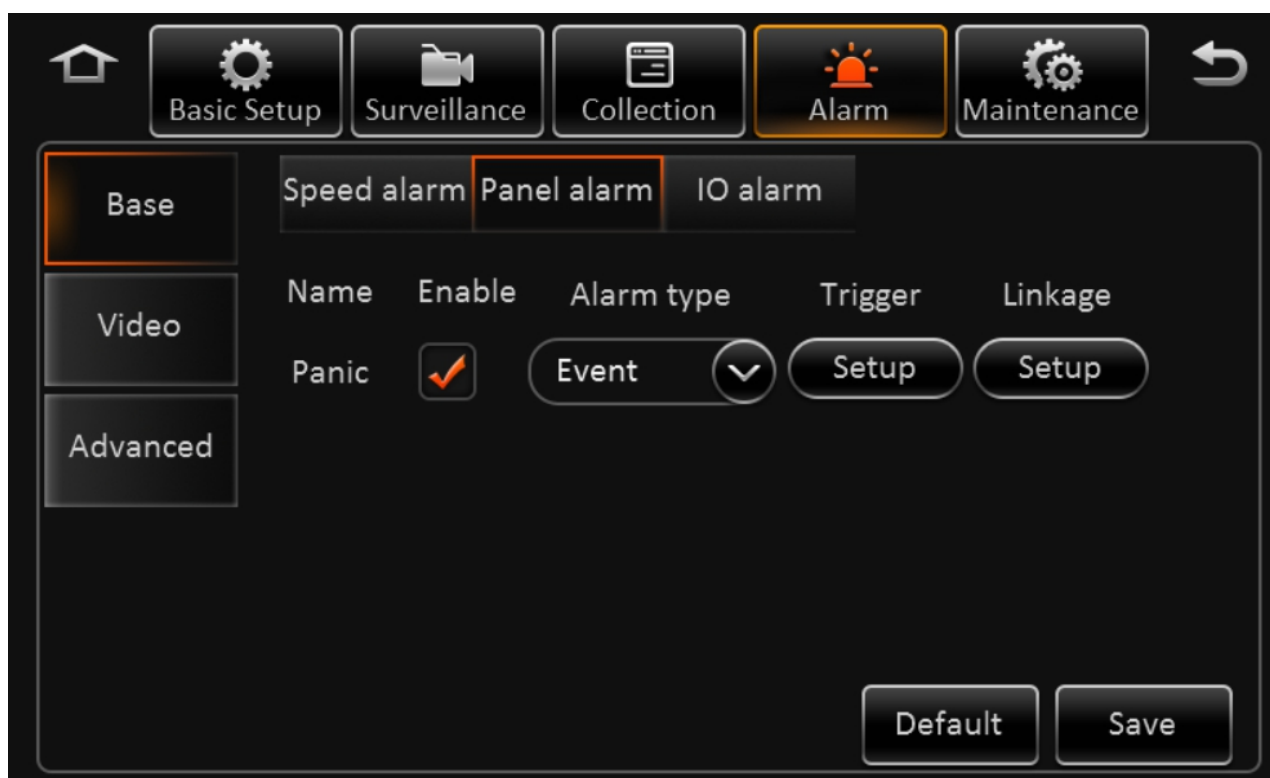 Basic Setup Surveillance Collection Alarm Maintenance
Base
Speed alarm Panel alarm IO alarm
Name Enable Alarm type Trigger Linkage
Video
Panic Event Setup Setup
Advanced
Default Save